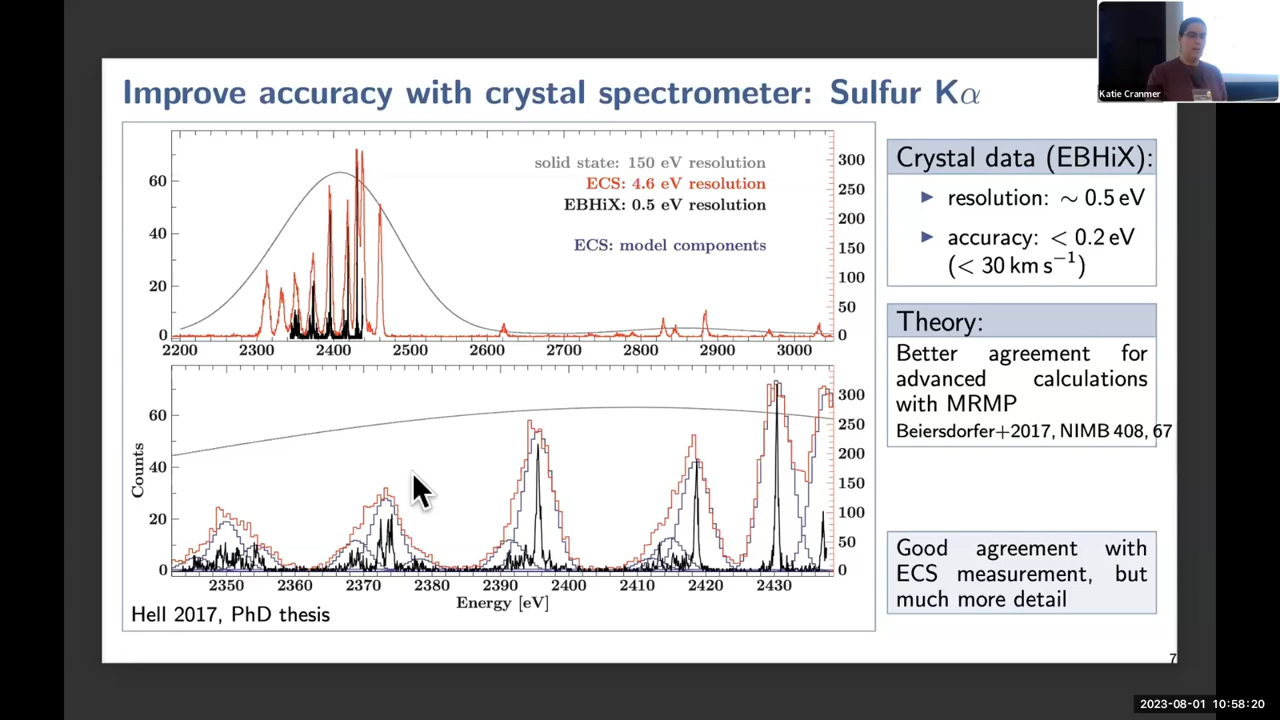 Improve accuracy with crystal spectrometer: Sulfur Kα
Katie Cranmer
solid state: 150 eV resolution
ECS: 4.6 eV resolution
EBHiX: 0.5 eV resolution
ECS: model components
60
40
20
0
350
300
250
200
150
100
50
0
2200 2300 2400 2500 2600 2700 2800 2900 3000
60
40
20
0
Counts
300
250
200
150
100
50
0
2350 2360 2370 2380 2390 2400 2410 2420 2430
Energy [eV]
Hell 2017, PhD thesis
Crystal data (EBHiX):
▶ resolution: ∼ 0.5 eV
▶ accuracy: < 0.2 eV
(< 30 km s⁻¹)
Theory:
Better agreement for
advanced calculations
with MRMP
Beiersdorfer+2017, NIMB 408, 67
Good agreement with
ECS measurement, but
much more detail
7
2023-08-01 10:58:20